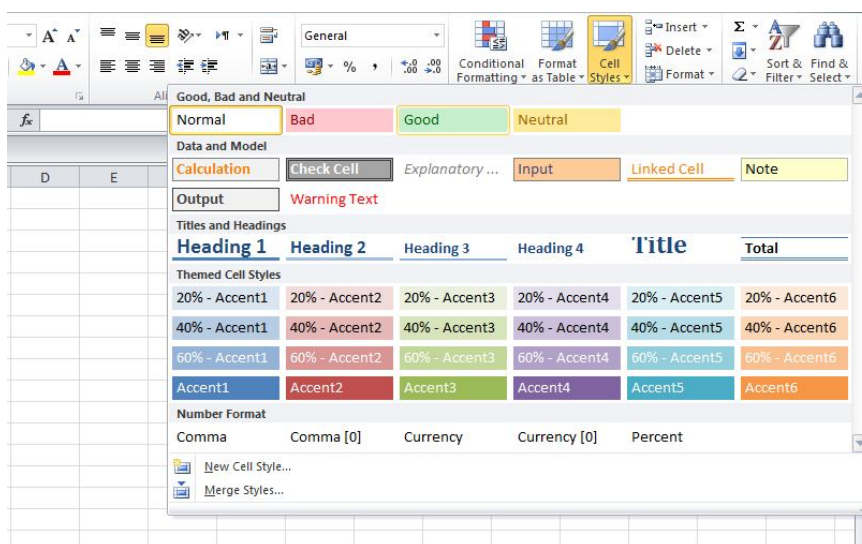 A A Insert Σ
General
Delete
A % , .0 .00 .00 .0 Conditional Format Cell Sort & Find &
Formatting as Table Styles Format Filter Select
Ali
fx
D E
Good, Bad and Neutral
Normal Bad Good Neutral
Data and Model
Calculation Check Cell Explanatory ... Input Linked Cell Note
Output Warning Text
Titles and Headings
Heading 1 Heading 2 Heading 3 Heading 4 Title Total
Themed Cell Styles
20% - Accent1 20% - Accent2 20% - Accent3 20% - Accent4 20% - Accent5 20% - Accent6
40% - Accent1 40% - Accent2 40% - Accent3 40% - Accent4 40% - Accent5 40% - Accent6
60% - Accent1 60% - Accent2 60% - Accent3 60% - Accent4 60% - Accent5 60% - Accent6
Accent1 Accent2 Accent3 Accent4 Accent5 Accent6
Number Format
Comma Comma [0] Currency Currency [0] Percent
New Cell Style...
Merge Styles...